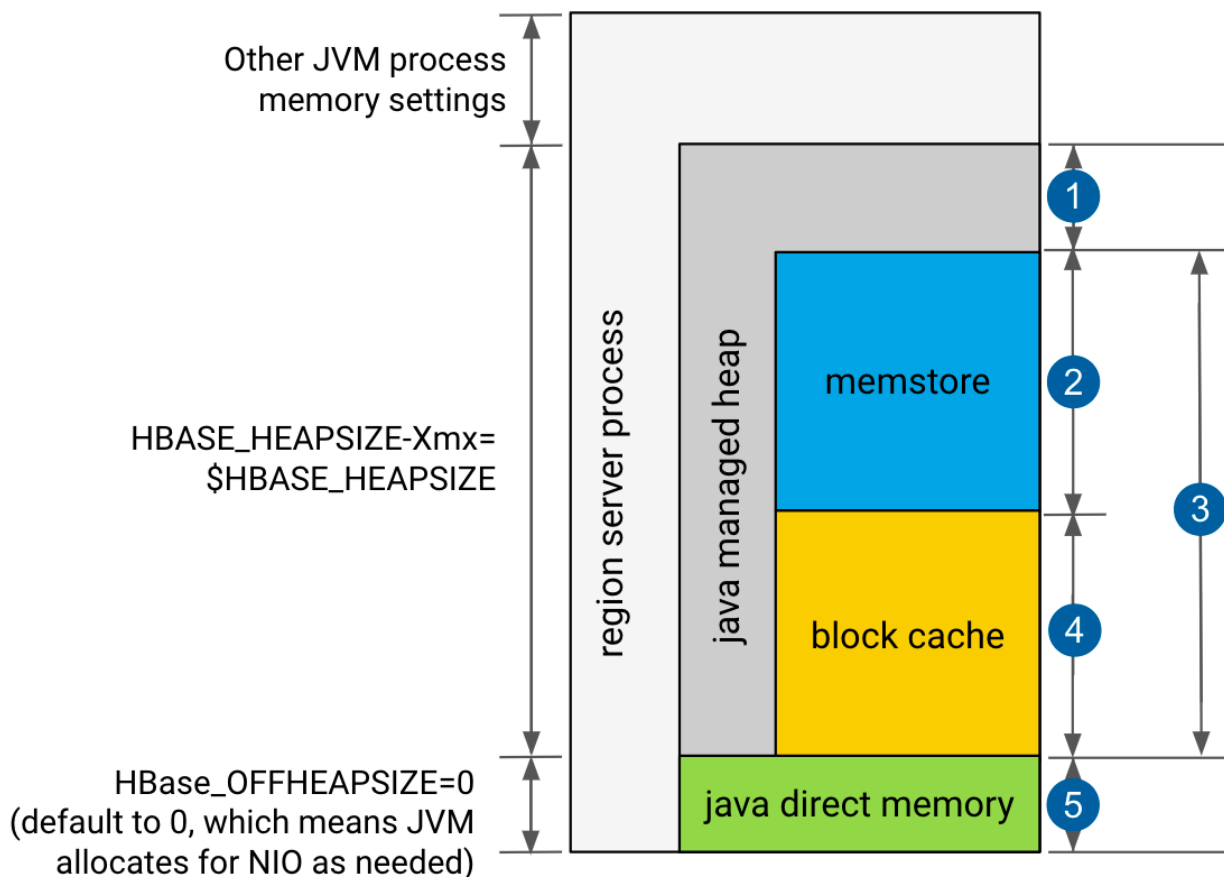 Other JVM process
memory settings
1
region server process
java managed heap
memstore
2
HBASE_HEAPSIZE-Xmx=
$HBASE_HEAPSIZE
3
block cache
4
HBase_OFFHEAPSIZE=0
(default to 0, which means JVM
allocates for NIO as needed)
java direct memory
5